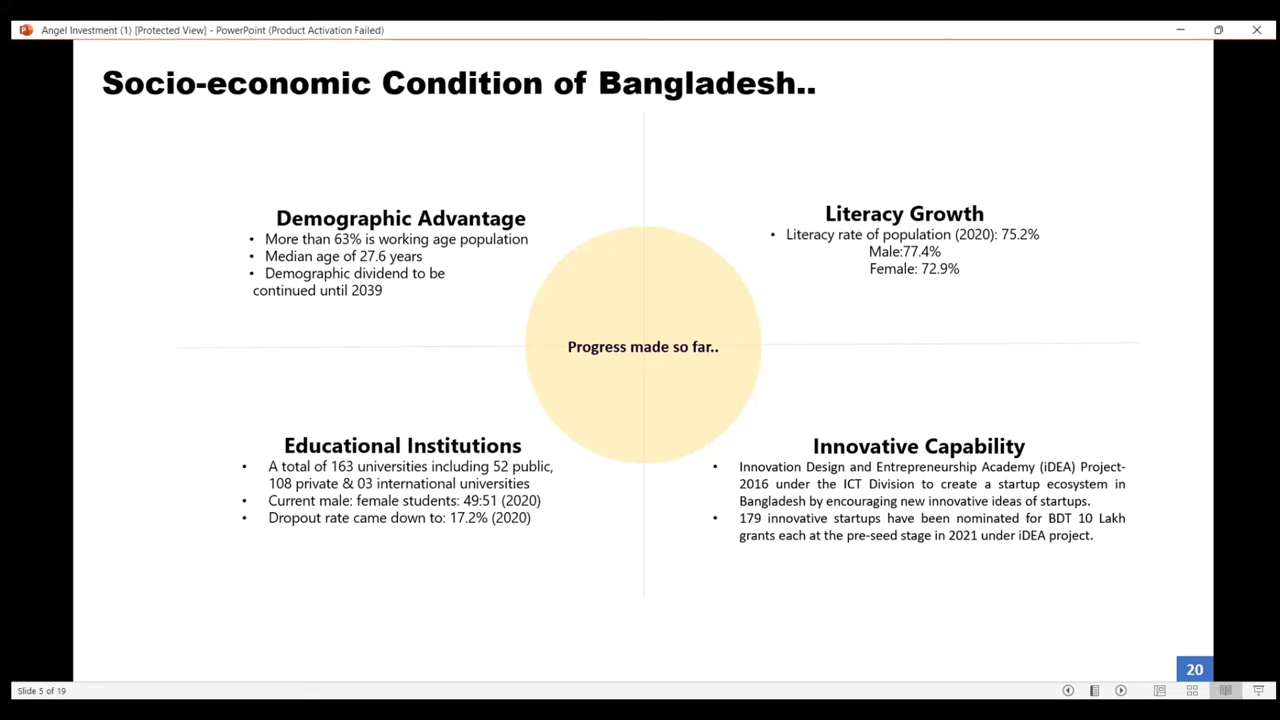 Angel Investment (1) [Protected View] - PowerPoint (Product Activation Failed)
Socio-economic Condition of Bangladesh..
Demographic Advantage
• More than 63% is working age population
• Median age of 27.6 years
• Demographic dividend to be
continued until 2039
Literacy Growth
• Literacy rate of population (2020): 75.2%
Male:77.4%
Female: 72.9%
Progress made so far..
Educational Institutions
• A total of 163 universities including 52 public,
108 private & 03 international universities
• Current male: female students: 49:51 (2020)
• Dropout rate came down to: 17.2% (2020)
Innovative Capability
• Innovation Design and Entrepreneurship Academy (iDEA) Project-
2016 under the ICT Division to create a startup ecosystem in
Bangladesh by encouraging new innovative ideas of startups.
• 179 innovative startups have been nominated for BDT 10 Lakh
grants each at the pre-seed stage in 2021 under iDEA project.
20
Slide 5 of 19